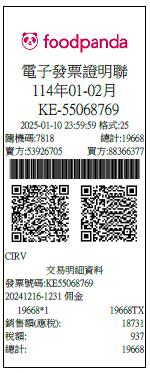 foodpanda
電子發票證明聯
114年01-02月
KE-55068769
2025-01-10 23:59:59 格式:25
隨機碼:7818 總計:19668
賣方:53926705 買方:88366377
CIRV
交易明細資料
發票號碼:KE55068769
20241216-1231 佣金
19668*1 19668TX
銷售額(應稅): 18731
稅額: 937
總計: 19668